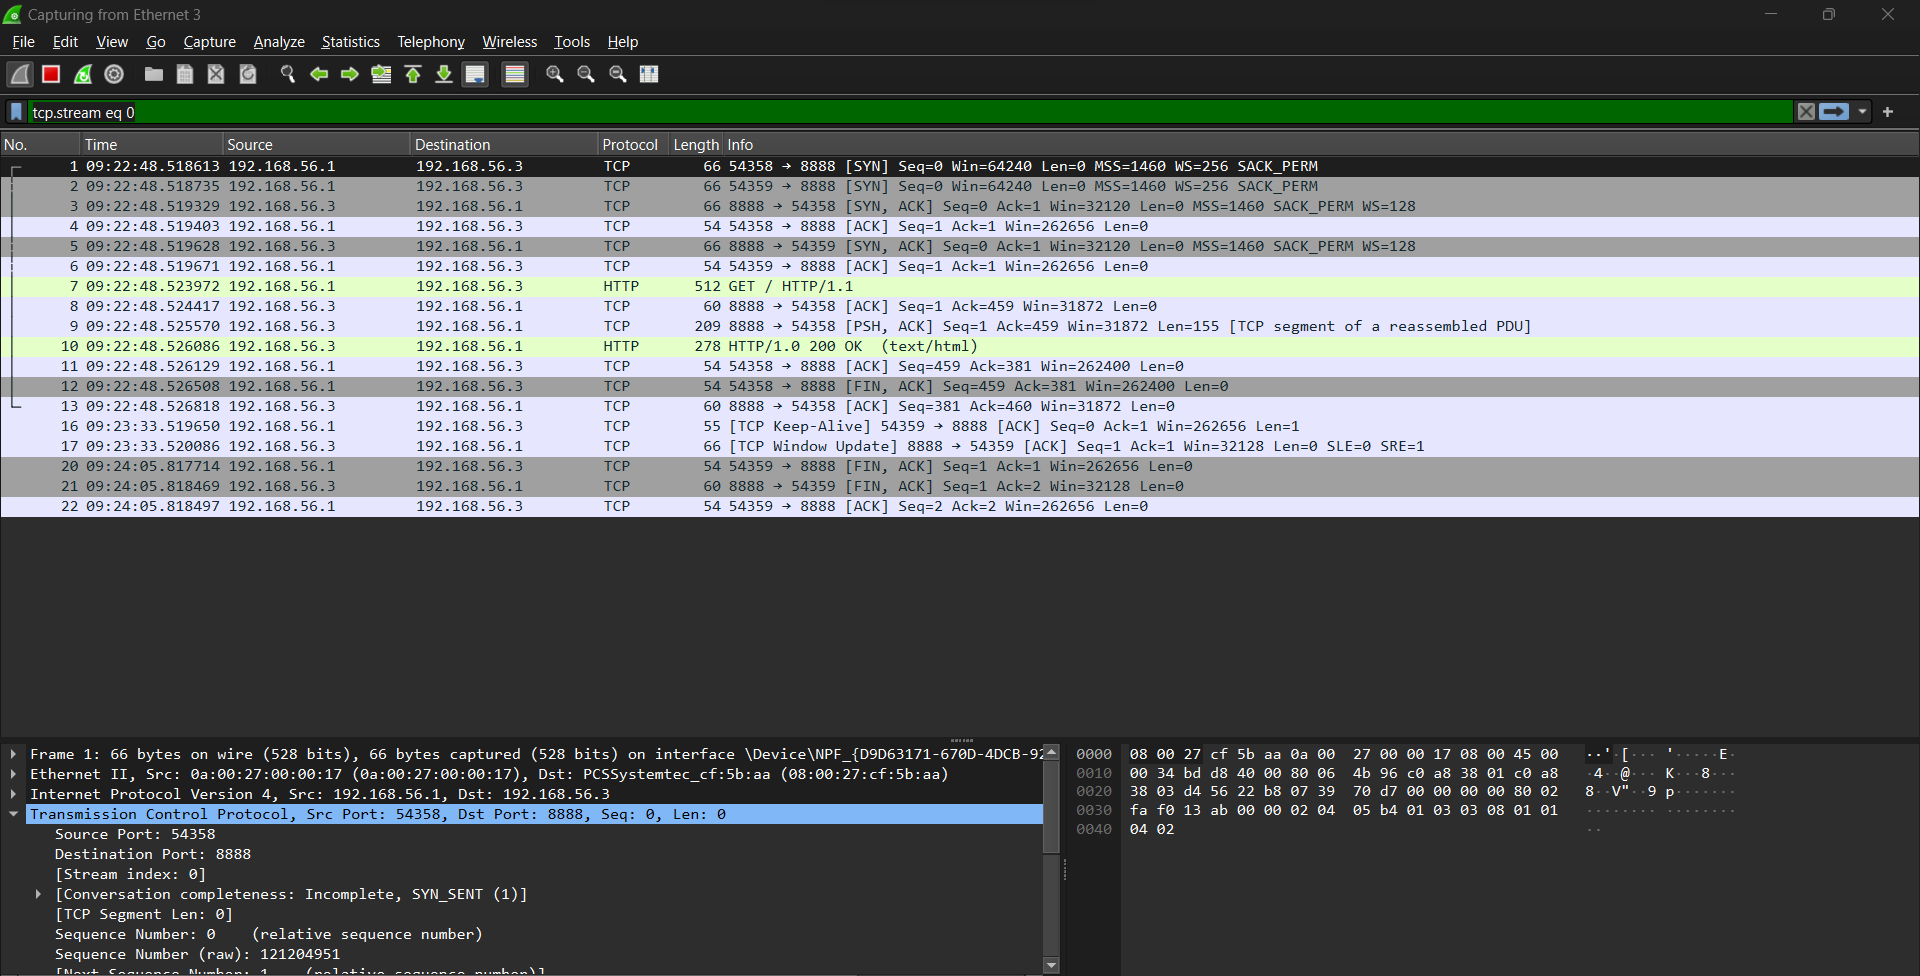 Capturing from Ethernet 3
File Edit View Go Capture Analyze Statistics Telephony Wireless Tools Help
tcp.stream eq 0
No. Time Source Destination Protocol Length Info
1 09:22:48.518613 192.168.56.1 192.168.56.3 TCP 66 54358 → 8888 [SYN] Seq=0 Win=64240 Len=0 MSS=1460 WS=256 SACK_PERM
2 09:22:48.518735 192.168.56.1 192.168.56.3 TCP 66 54359 → 8888 [SYN] Seq=0 Win=64240 Len=0 MSS=1460 WS=256 SACK_PERM
3 09:22:48.519329 192.168.56.3 192.168.56.1 TCP 66 8888 → 54358 [SYN, ACK] Seq=0 Ack=1 Win=32120 Len=0 MSS=1460 SACK_PERM WS=128
4 09:22:48.519403 192.168.56.1 192.168.56.3 TCP 54 54358 → 8888 [ACK] Seq=1 Ack=1 Win=262656 Len=0
5 09:22:48.519628 192.168.56.3 192.168.56.1 TCP 66 8888 → 54359 [SYN, ACK] Seq=0 Ack=1 Win=32120 Len=0 MSS=1460 SACK_PERM WS=128
6 09:22:48.519671 192.168.56.1 192.168.56.3 TCP 54 54359 → 8888 [ACK] Seq=1 Ack=1 Win=262656 Len=0
7 09:22:48.523972 192.168.56.1 192.168.56.3 HTTP 512 GET / HTTP/1.1
8 09:22:48.524417 192.168.56.3 192.168.56.1 TCP 60 8888 → 54358 [ACK] Seq=1 Ack=459 Win=31872 Len=0
9 09:22:48.525570 192.168.56.3 192.168.56.1 TCP 209 8888 → 54358 [PSH, ACK] Seq=1 Ack=459 Win=31872 Len=155 [TCP segment of a reassembled PDU]
10 09:22:48.526086 192.168.56.3 192.168.56.1 HTTP 278 HTTP/1.0 200 OK (text/html)
11 09:22:48.526129 192.168.56.1 192.168.56.3 TCP 54 54358 → 8888 [ACK] Seq=459 Ack=381 Win=262400 Len=0
12 09:22:48.526508 192.168.56.1 192.168.56.3 TCP 54 54358 → 8888 [FIN, ACK] Seq=459 Ack=381 Win=262400 Len=0
13 09:22:48.526818 192.168.56.3 192.168.56.1 TCP 60 8888 → 54358 [ACK] Seq=381 Ack=460 Win=31872 Len=0
16 09:23:33.519650 192.168.56.1 192.168.56.3 TCP 55 [TCP Keep-Alive] 54359 → 8888 [ACK] Seq=0 Ack=1 Win=262656 Len=1
17 09:23:33.520086 192.168.56.3 192.168.56.1 TCP 66 [TCP Window Update] 8888 → 54359 [ACK] Seq=1 Ack=1 Win=32128 Len=0 SLE=0 SRE=1
20 09:24:05.817714 192.168.56.1 192.168.56.3 TCP 54 54359 → 8888 [FIN, ACK] Seq=1 Ack=1 Win=262656 Len=0
21 09:24:05.818469 192.168.56.3 192.168.56.1 TCP 60 8888 → 54359 [FIN, ACK] Seq=1 Ack=2 Win=32128 Len=0
22 09:24:05.818497 192.168.56.1 192.168.56.3 TCP 54 54359 → 8888 [ACK] Seq=2 Ack=2 Win=262656 Len=0
Frame 1: 66 bytes on wire (528 bits), 66 bytes captured (528 bits) on interface \Device\NPF_{D9D63171-670D-4DCB-92
Ethernet II, Src: 0a:00:27:00:00:17 (0a:00:27:00:00:17), Dst: PCSSystemtec_cf:5b:aa (08:00:27:cf:5b:aa)
Internet Protocol Version 4, Src: 192.168.56.1, Dst: 192.168.56.3
Transmission Control Protocol, Src Port: 54358, Dst Port: 8888, Seq: 0, Len: 0
Source Port: 54358
Destination Port: 8888
[Stream index: 0]
[Conversation completeness: Incomplete, SYN_SENT (1)]
[TCP Segment Len: 0]
Sequence Number: 0 (relative sequence number)
Sequence Number (raw): 121204951
[Next Sequence Number: 1 (relative sequence number)]
0000 08 00 27 cf 5b aa 0a 00 27 00 00 17 08 00 45 00 ··'·[··· '·····E·
0010 00 34 bd d8 40 00 80 06 4b 96 c0 a8 38 01 c0 a8 ·4··@··· K···8···
0020 38 03 d4 56 22 b8 07 39 70 d7 00 00 00 00 80 02 8··V"··9 p·······
0030 fa f0 13 ab 00 00 02 04 05 b4 01 03 03 08 01 01 ········ ········
0040 04 02 ··